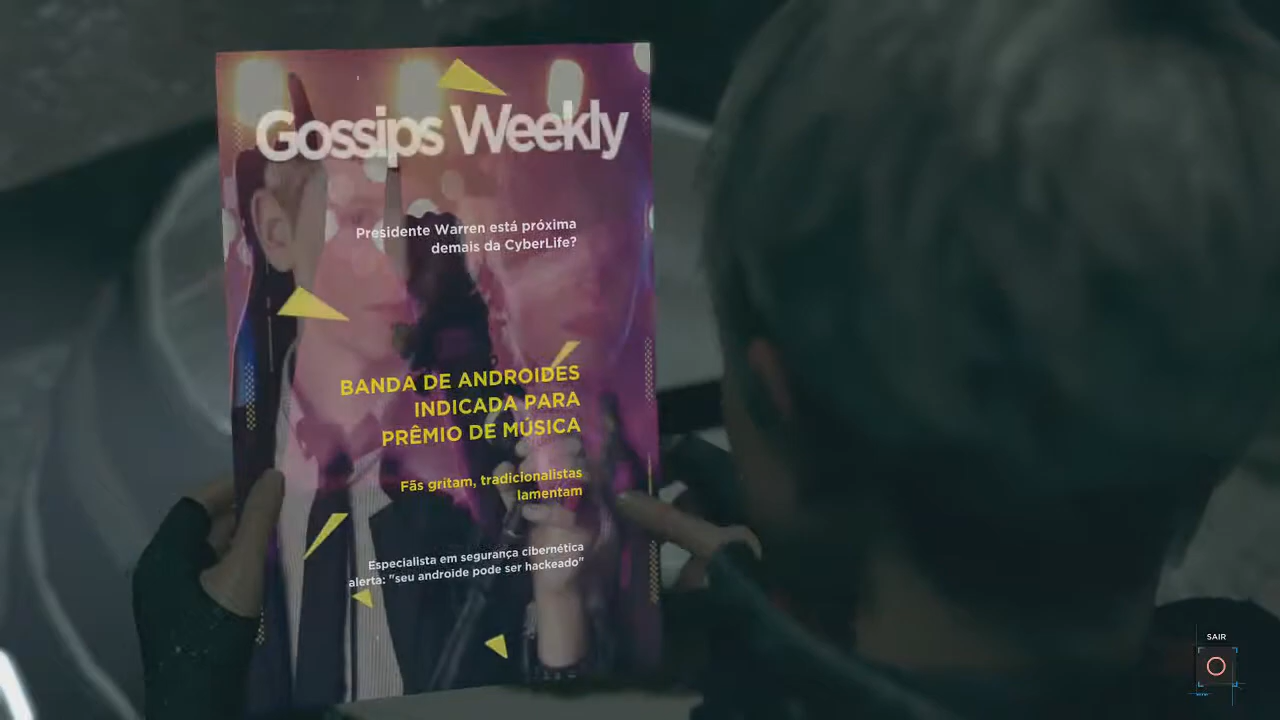 Gossips Weekly
Presidente Warren está próxima
demais da CyberLife?
BANDA DE ANDROIDES
INDICADA PARA
PRÊMIO DE MÚSICA
Fãs gritam, tradicionalistas
lamentam
Especialista em segurança cibernética
alerta: "seu androide pode ser hackeado"
SAIR